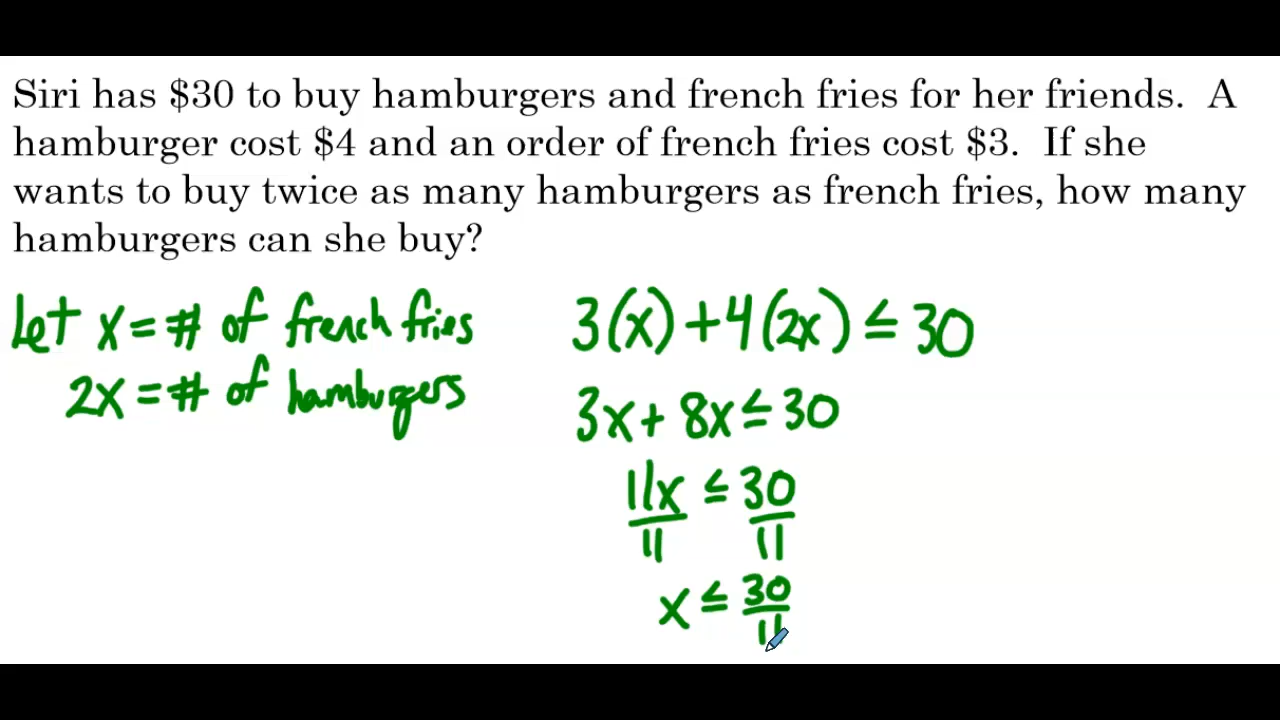 Siri has $30 to buy hamburgers and french fries for her friends. A
hamburger cost $4 and an order of french fries cost $3. If she
wants to buy twice as many hamburgers as french fries, how many
hamburgers can she buy?
Let x = # of french fries
2x = # of hamburgers
3(x) + 4(2x) ≤ 30
3x + 8x ≤ 30
11x ≤ 30
11 11
x ≤ 30
11